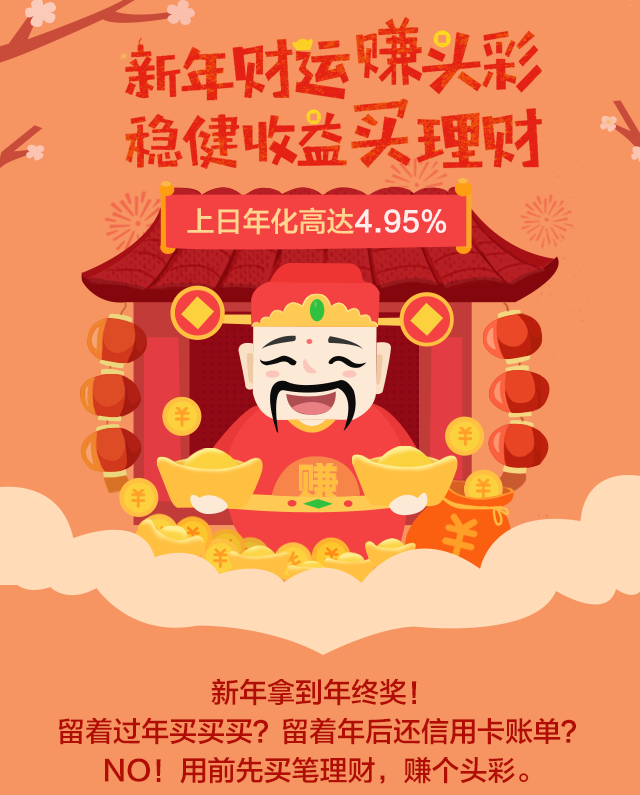 新年财运赚头彩
稳健收益买理财
上日年化高达4.95%
赚
新年拿到年终奖！
留着过年买买买？留着年后还信用卡账单？
NO！用前先买笔理财，赚个头彩。